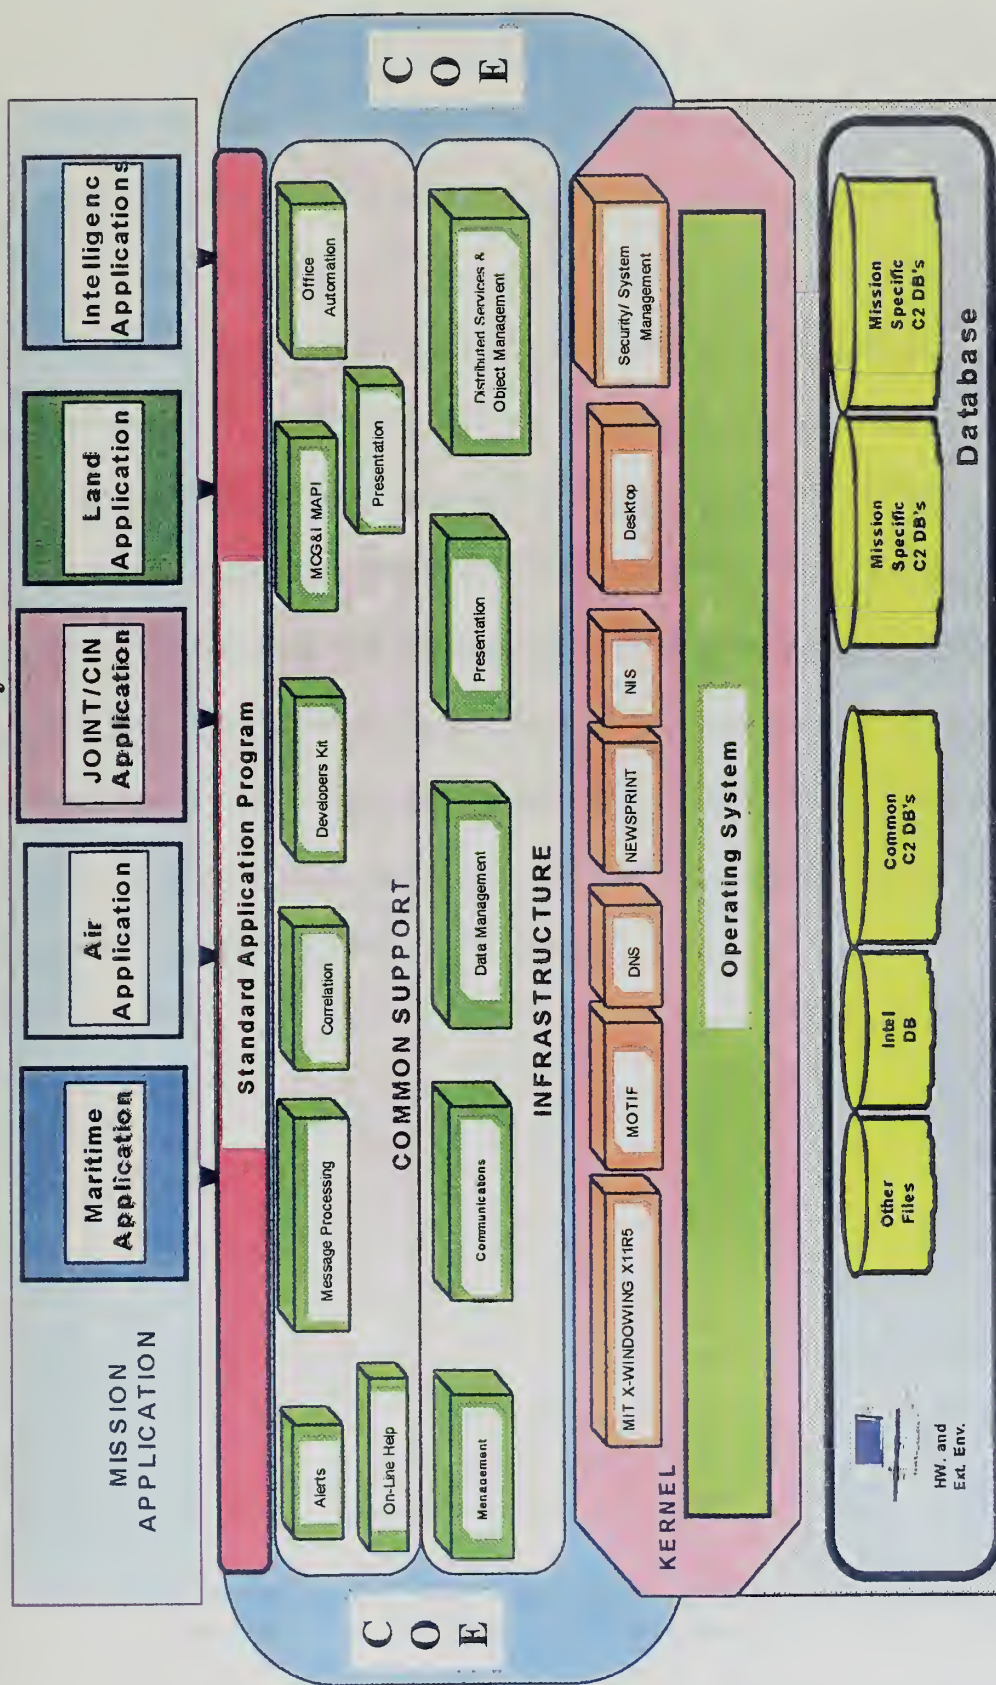 MISSION
APPLICATION
Maritime
Application
Air
Application
JOINT/CIN
Application
Land
Application
Intelligenc
Applications
Standard Application Program
C
O
E
C
O
E
Alerts
Message Processing
Correlation
Developers Kit
MCG&I MAPI
Office
Automation
On-Line Help
Presentation
COMMON SUPPORT
Management
Communications
Data Management
Presentation
Distributed Services &
Object Management
INFRASTRUCTURE
MIT X-WINDOWING X11R5
MOTIF
DNS
NEWSPRINT
NIS
Desktop
Security/ System
Management
KERNEL
Operating System
HW. and
Ext. Env.
Other
Files
Intel
DB
Common
C2 DB's
Mission
Specific
C2 DB's
Mission
Specific
C2 DB's
Database